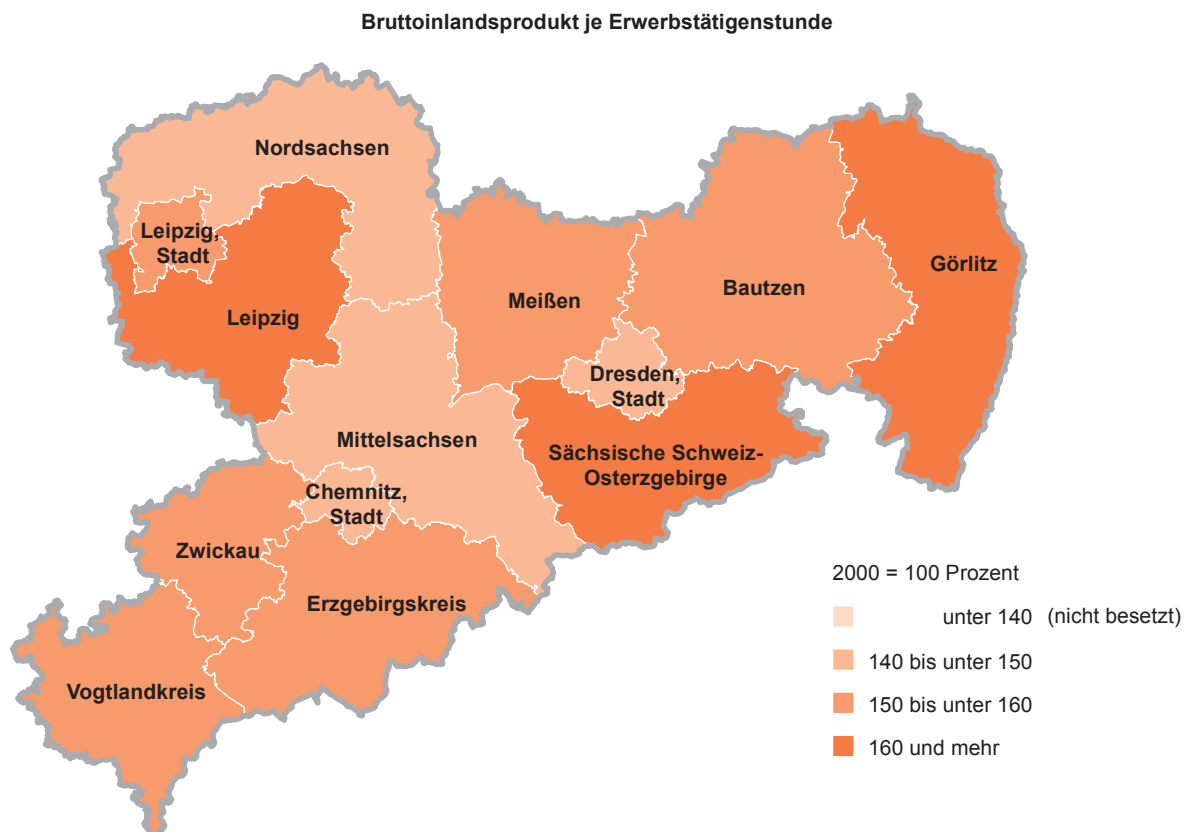 Bruttoinlandsprodukt je Erwerbstätigenstunde
Nordsachsen
Leipzig,
Stadt
Leipzig
Meißen
Bautzen
Görlitz
Dresden,
Stadt
Mittelsachsen
Sächsische Schweiz-
Osterzgebirge
Chemnitz,
Stadt
Zwickau
Erzgebirgskreis
Vogtlandkreis
2000 = 100 Prozent
unter 140 (nicht besetzt)
140 bis unter 150
150 bis unter 160
160 und mehr